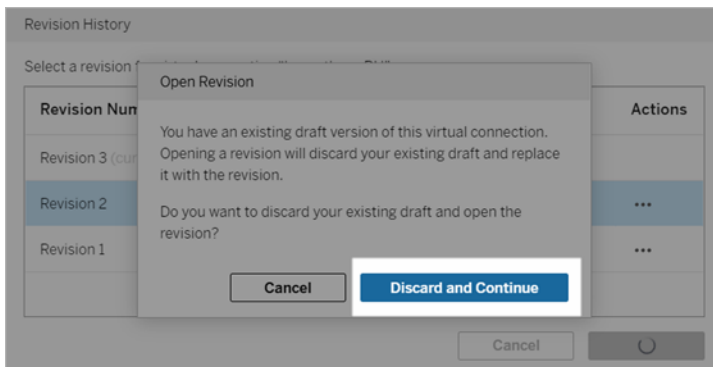 Revision History
Select a revision
Open Revision
Revision Num
Actions
You have an existing draft version of this virtual connection.
Opening a revision will discard your existing draft and replace
it with the revision.
Revision 3 (cur
Revision 2
•••
Do you want to discard your existing draft and open the
revision?
Revision 1
•••
Cancel
Discard and Continue
Cancel